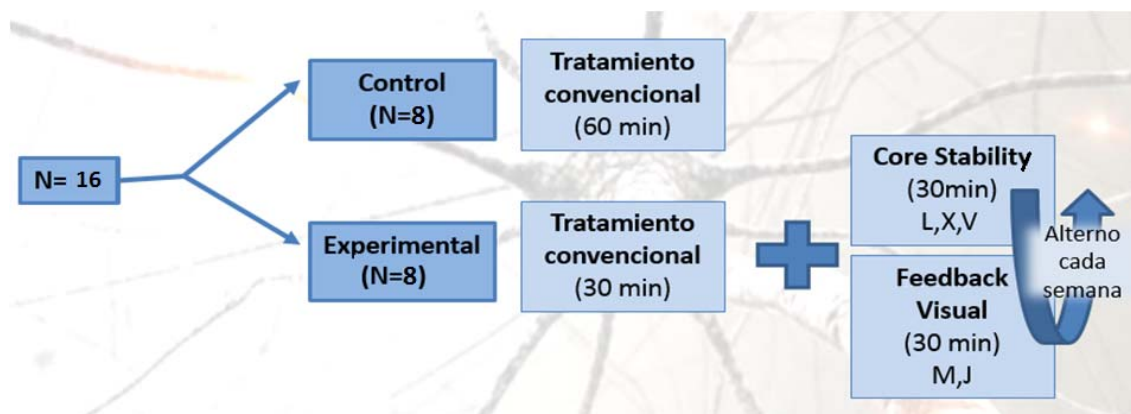 N= 16
Control
(N=8)
Tratamiento
convencional
(60 min)
Experimental
(N=8)
Tratamiento
convencional
(30 min)
Core Stability
(30min)
L,X,V
Feedback
Visual
(30 min)
M,J
Alterno
cada
semana